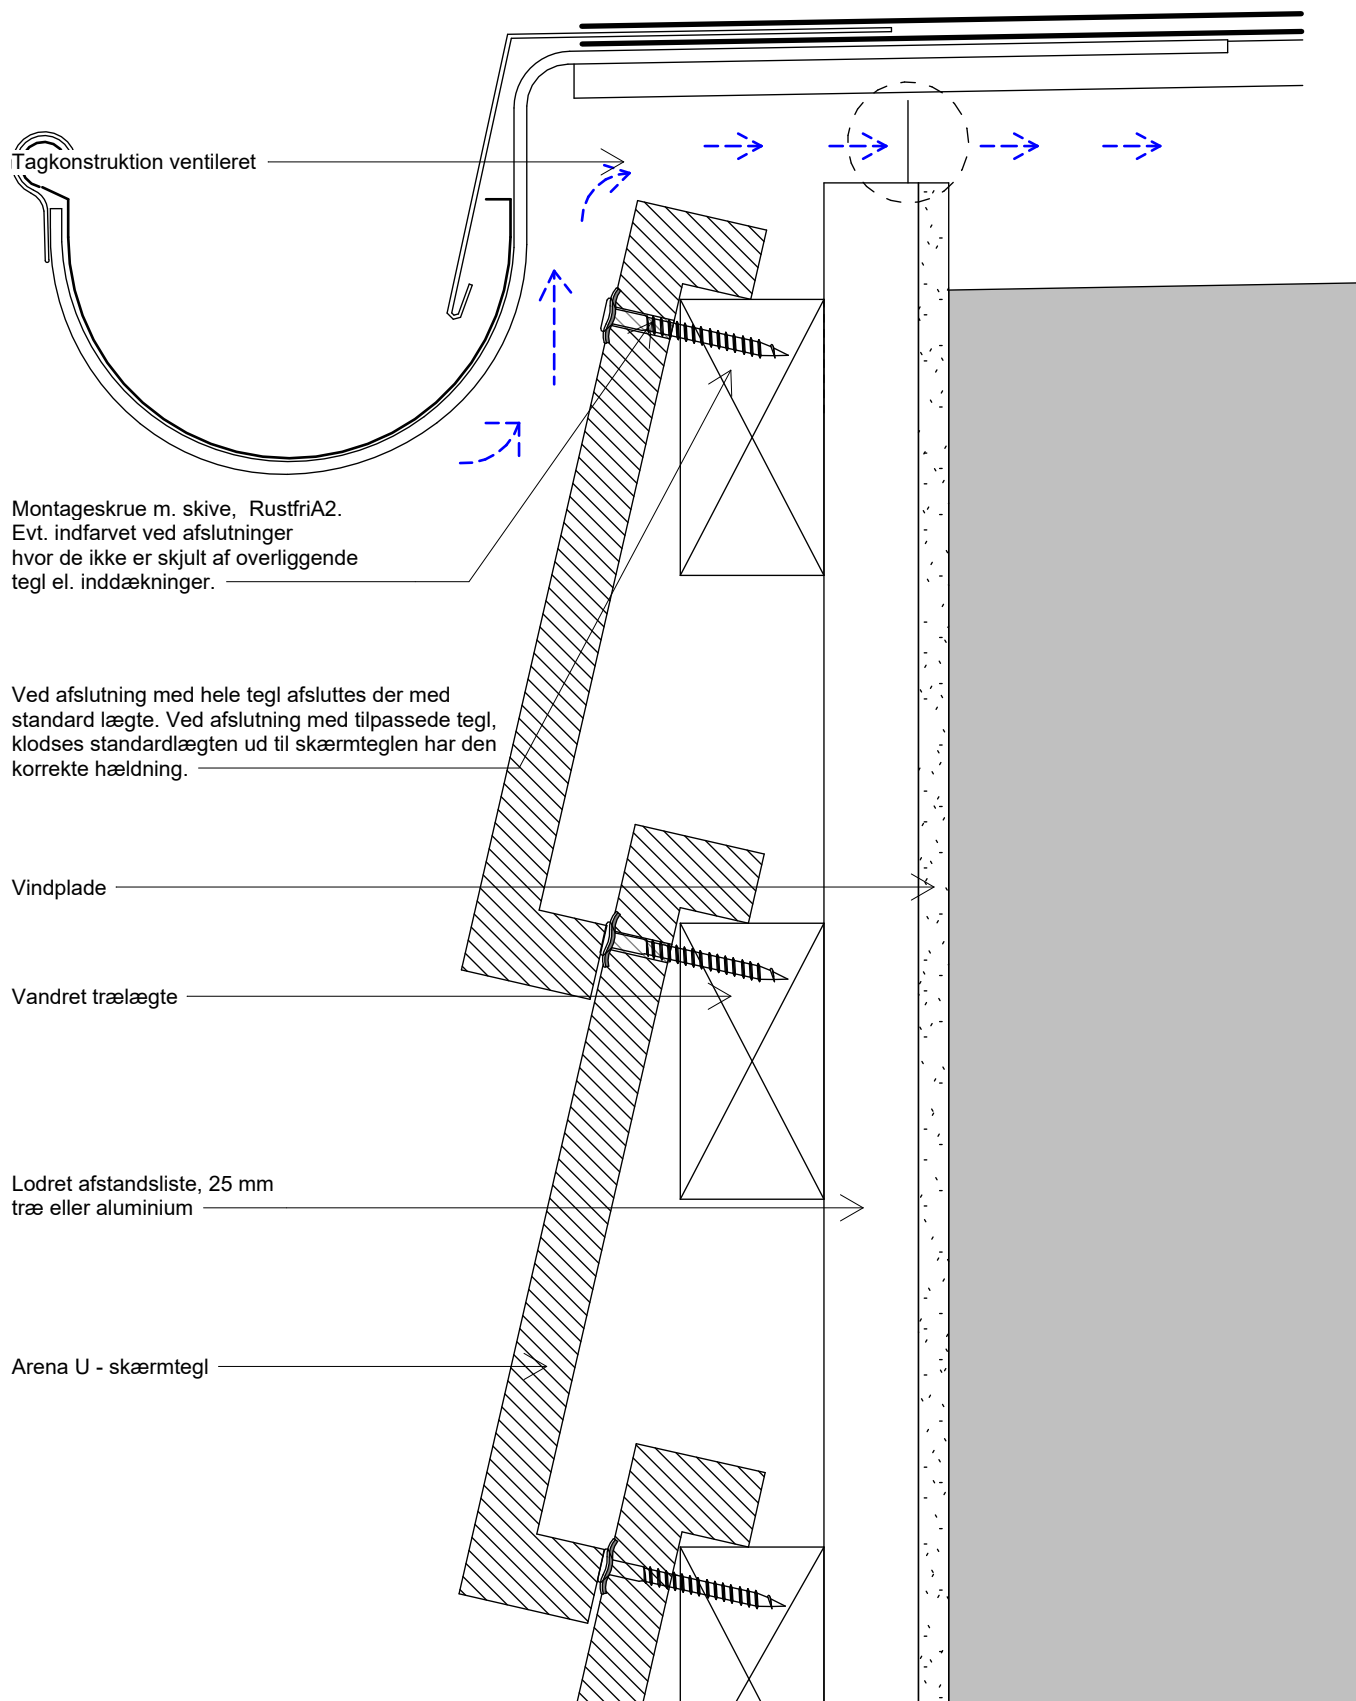 Tagkonstruktion ventileret
Montageskrue m. skive,  RustfriA2.
Evt. indfarvet ved afslutninger
hvor de ikke er skjult af overliggende
tegl el. inddækninger.
Ved afslutning med hele tegl afsluttes der med
standard lægte. Ved afslutning med tilpassede tegl,
klodses standardlægten ud til skærmteglen har den
korrekte hældning.
Vindplade
Vandret trælægte
Lodret afstandsliste, 25 mm
træ eller aluminium
Arena U - skærmtegl